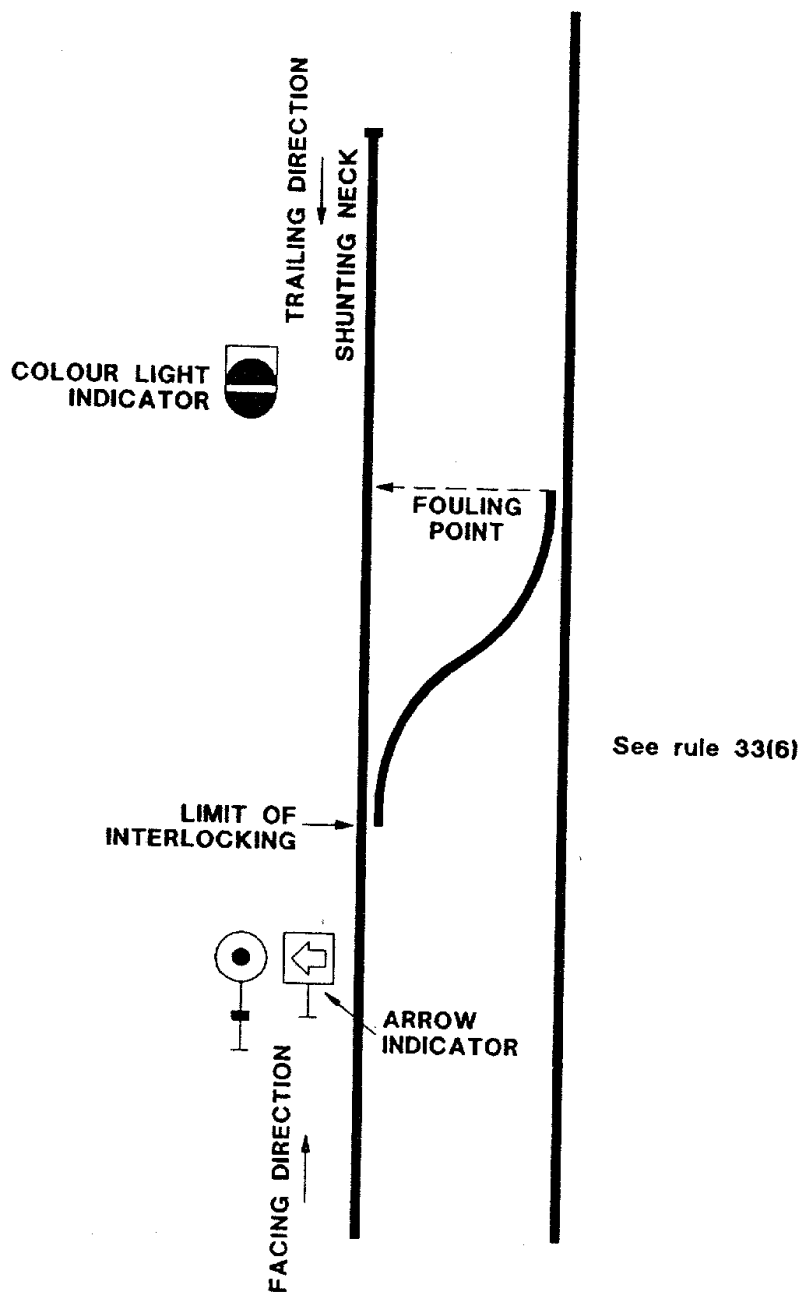 TRAILING DIRECTION
SHUNTING NECK
COLOUR LIGHT
INDICATOR
FOULING
POINT
See rule 33(6)
LIMIT OF
INTERLOCKING
ARROW
INDICATOR
FACING DIRECTION